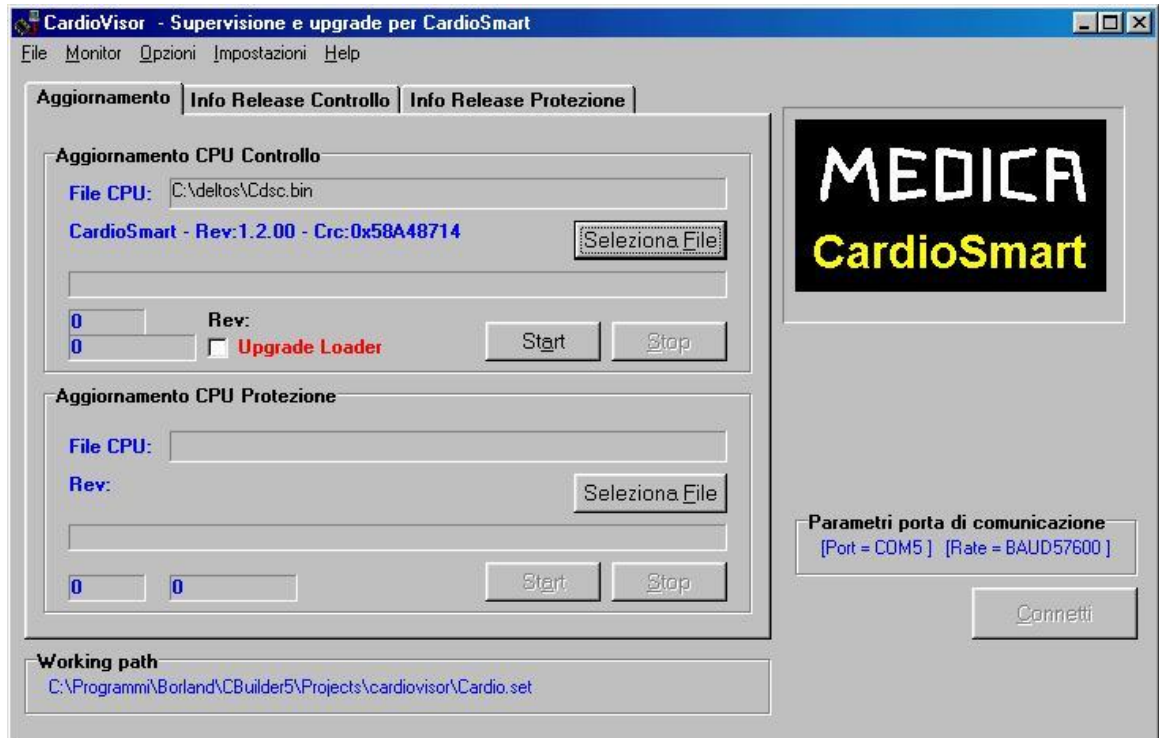 CardioVisor - Supervisione e upgrade per CardioSmart
File Monitor Opzioni Impostazioni Help
Aggiornamento Info Release Controllo Info Release Protezione
Aggiornamento CPU Controllo
File CPU: C:\deltos\Cdsc.bin
CardioSmart - Rev:1.2.00 - Crc:0x58A48714
Seleziona File
0 Rev:
0 Upgrade Loader Start Stop
Aggiornamento CPU Protezione
File CPU:
Rev:
Seleziona File
0 0 Start Stop
Working path
C:\Programmi\Borland\CBuilder5\Projects\cardiovisor\Cardio.set
MEDICA
CardioSmart
Parametri porta di comunicazione
[Port = COM5 ] [Rate = BAUD57600 ]
Connetti